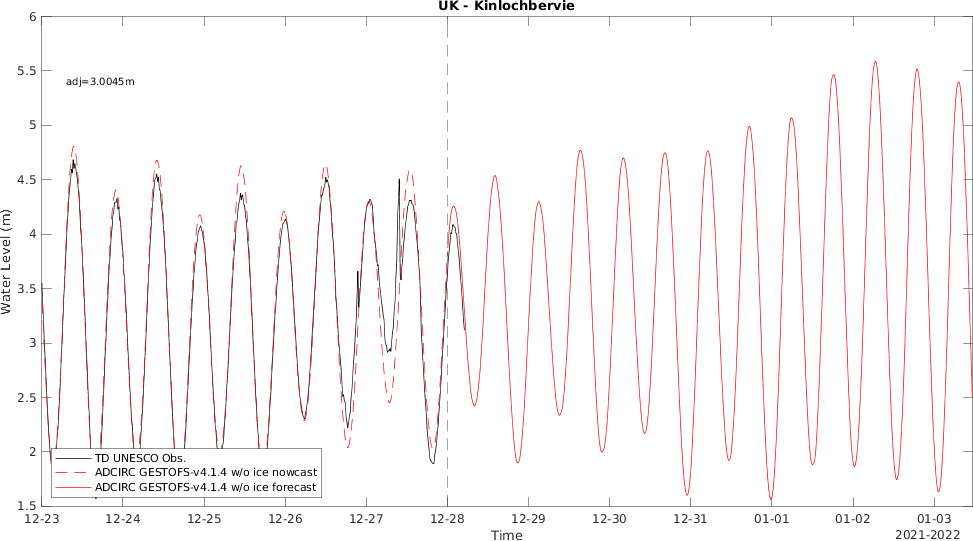 UK - Kinlochbervie
6
5.5
5
4.5
4
3.5
3
2.5
2
1.5
Water Level (m)
adj=3.0045m
TD UNESCO Obs.
ADCIRC GESTOFS-v4.1.4 w/o ice nowcast
ADCIRC GESTOFS-v4.1.4 w/o ice forecast
12-23 12-24 12-25 12-26 12-27 12-28 12-29 12-30 12-31 01-01 01-02 01-03
Time
2021-2022